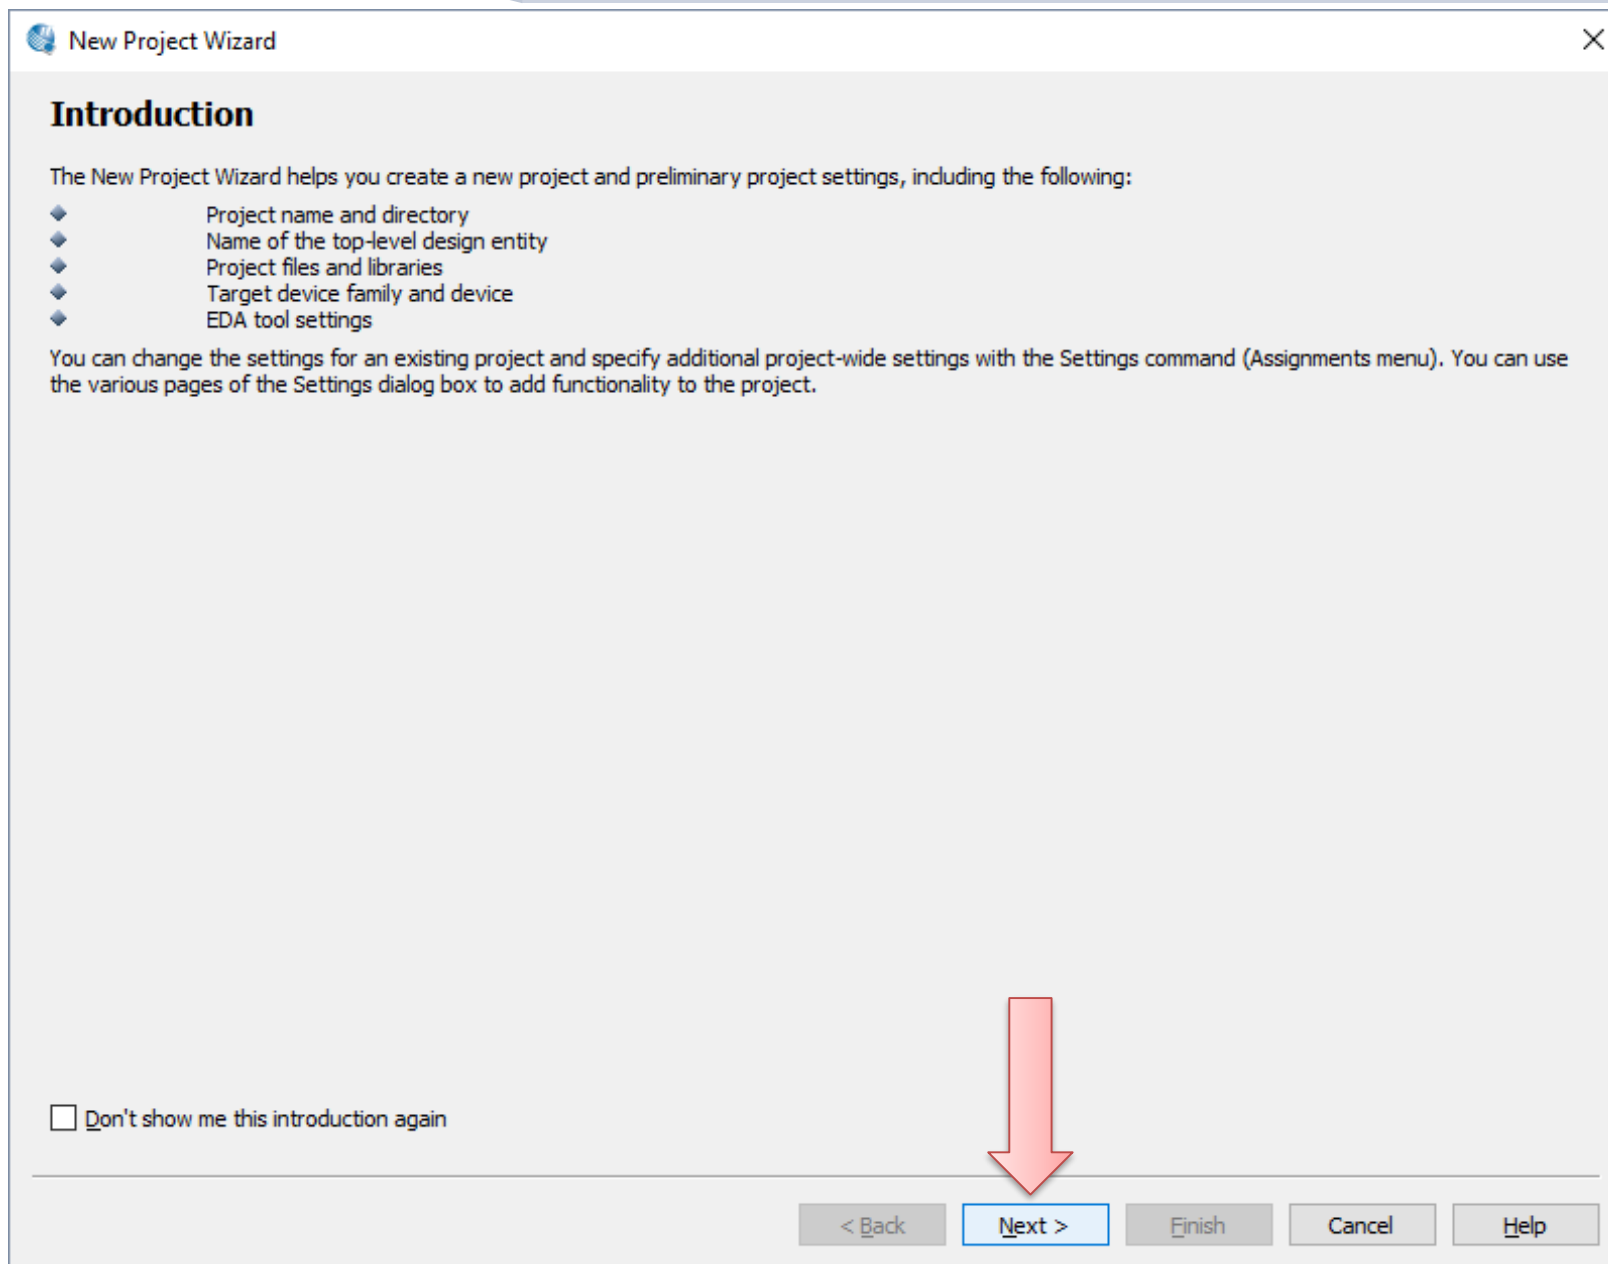 New Project Wizard
Introduction
The New Project Wizard helps you create a new project and preliminary project settings, including the following:
Project name and directory
Name of the top-level design entity
Project files and libraries
Target device family and device
EDA tool settings
You can change the settings for an existing project and specify additional project-wide settings with the Settings command (Assignments menu). You can use
the various pages of the Settings dialog box to add functionality to the project.
Don't show me this introduction again
< Back Next > Finish Cancel Help